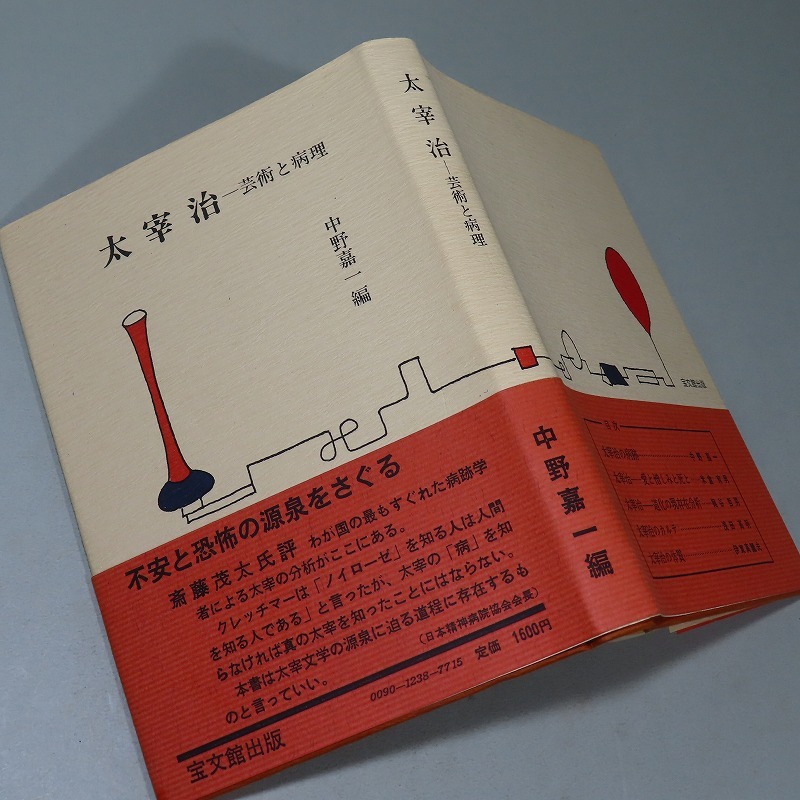 太宰治―芸術と病理
中野嘉一編
不安と恐怖の源泉をさぐる
斎藤茂太氏評 わが国の最もすぐれた病跡学
者による太宰の分析がここにある。
クレッチマーは「ノイローゼ」を知る人は人間
を知る人である」と言ったが、太宰の「病」を知
らなければ真の太宰を知ったことにはならない。
本書は太宰文学の源泉に迫る道程に存在するも
のと言っていい。
(日本精神病院協会会長)
0090-1238-7715 定価 1600円
宝文館出版
太宰治―芸術と病理
中野嘉一編
宝文館出版
目次
太宰治のカルテ